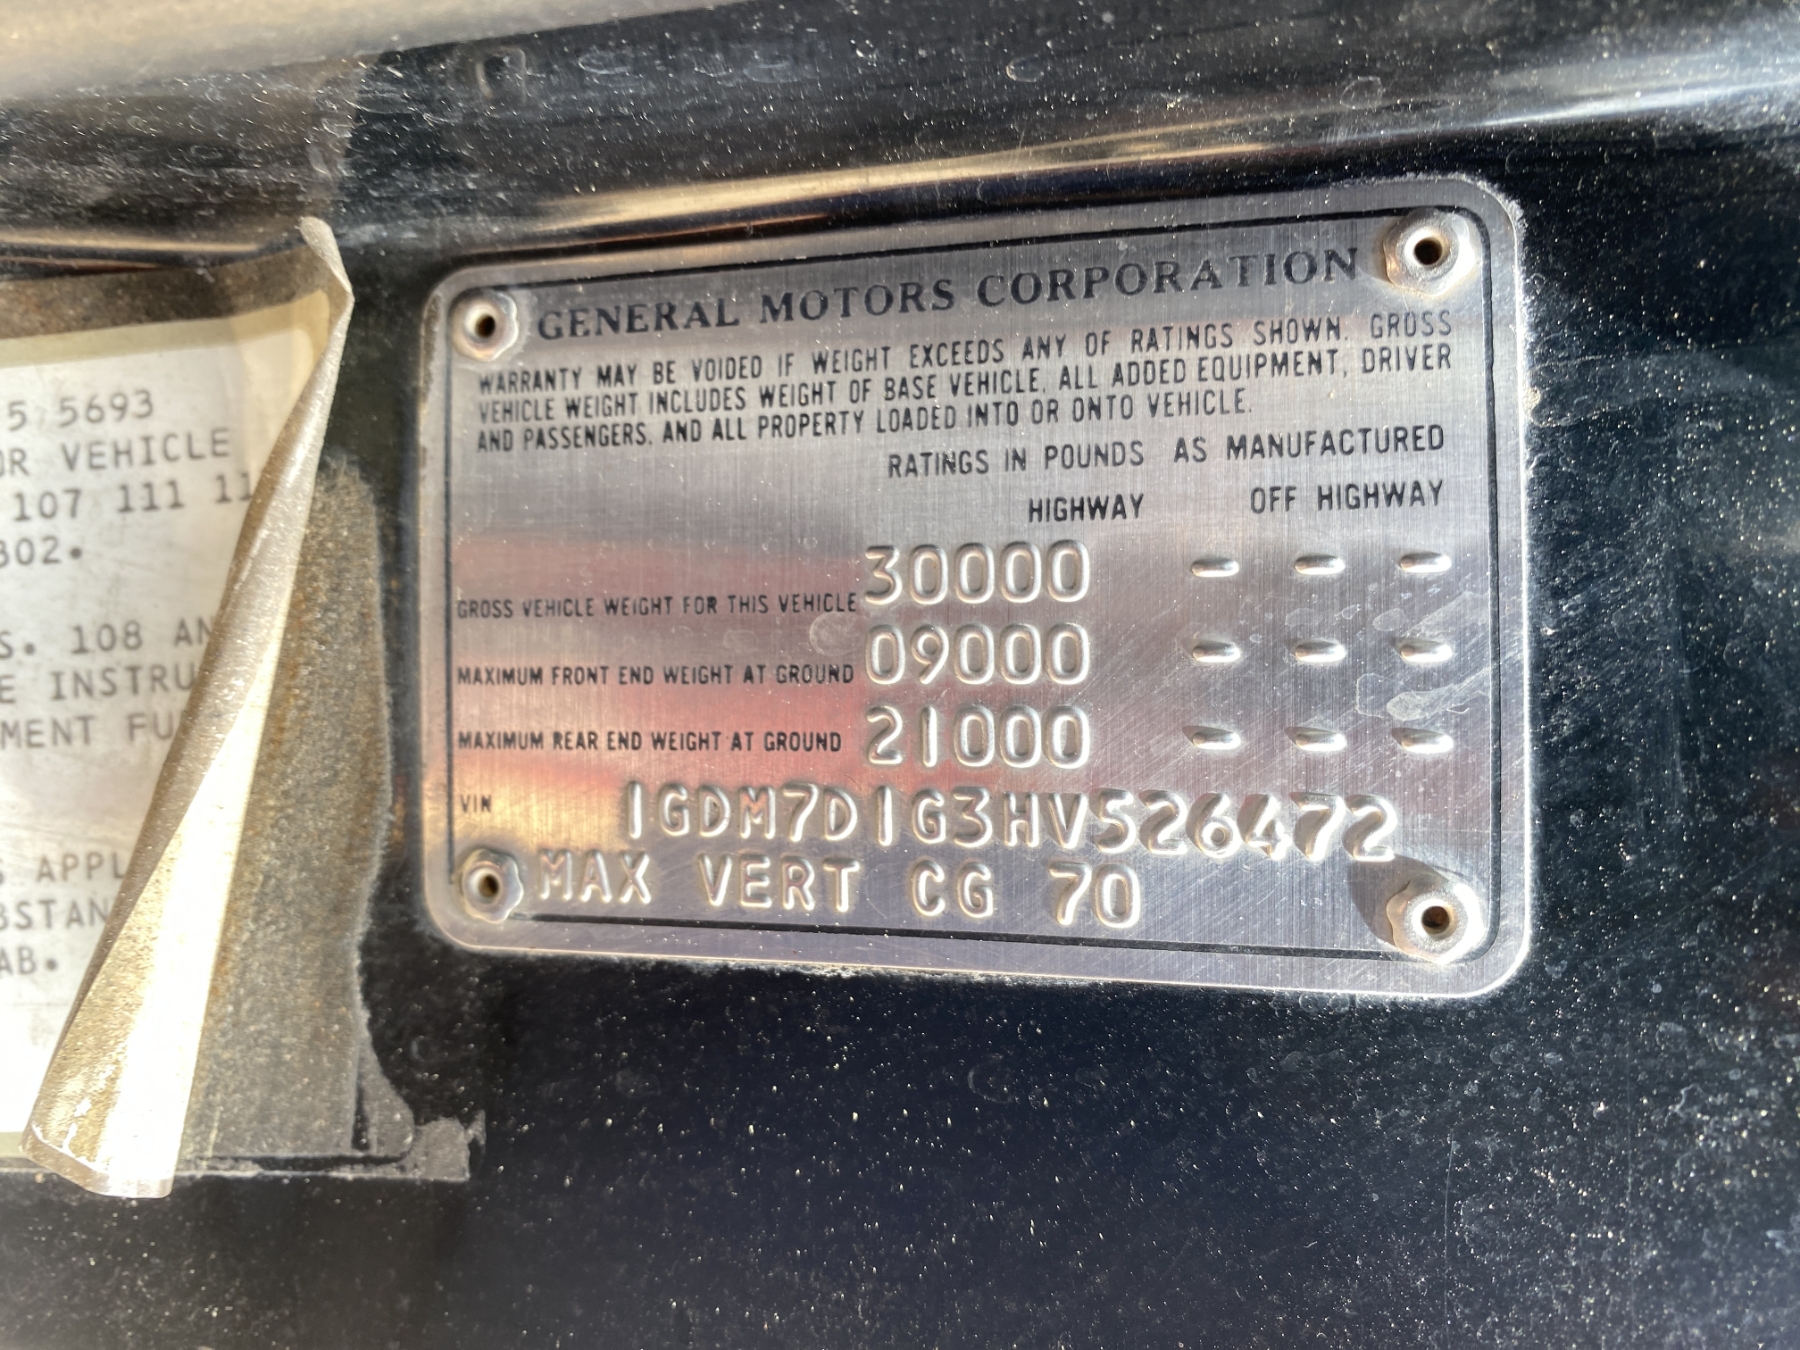 5 5693
OR VEHICLE
107 111 11
302.
S. 108 AN
E INSTRU
MENT FU
APPL
BSTAN
AB.
GENERAL MOTORS CORPORATION
WARRANTY MAY BE VOIDED IF WEIGHT EXCEEDS ANY OF RATINGS SHOWN. GROSS
VEHICLE WEIGHT INCLUDES WEIGHT OF BASE VEHICLE, ALL ADDED EQUIPMENT, DRIVER
AND PASSENGERS, AND ALL PROPERTY LOADED INTO OR ONTO VEHICLE.
RATINGS IN POUNDS AS MANUFACTURED
HIGHWAY OFF HIGHWAY
GROSS VEHICLE WEIGHT FOR THIS VEHICLE 30000 - - -
MAXIMUM FRONT END WEIGHT AT GROUND 09000 - - -
MAXIMUM REAR END WEIGHT AT GROUND 21000 - - -
VIN 1GDM7D1G3HV526472
MAX VERT CG 70